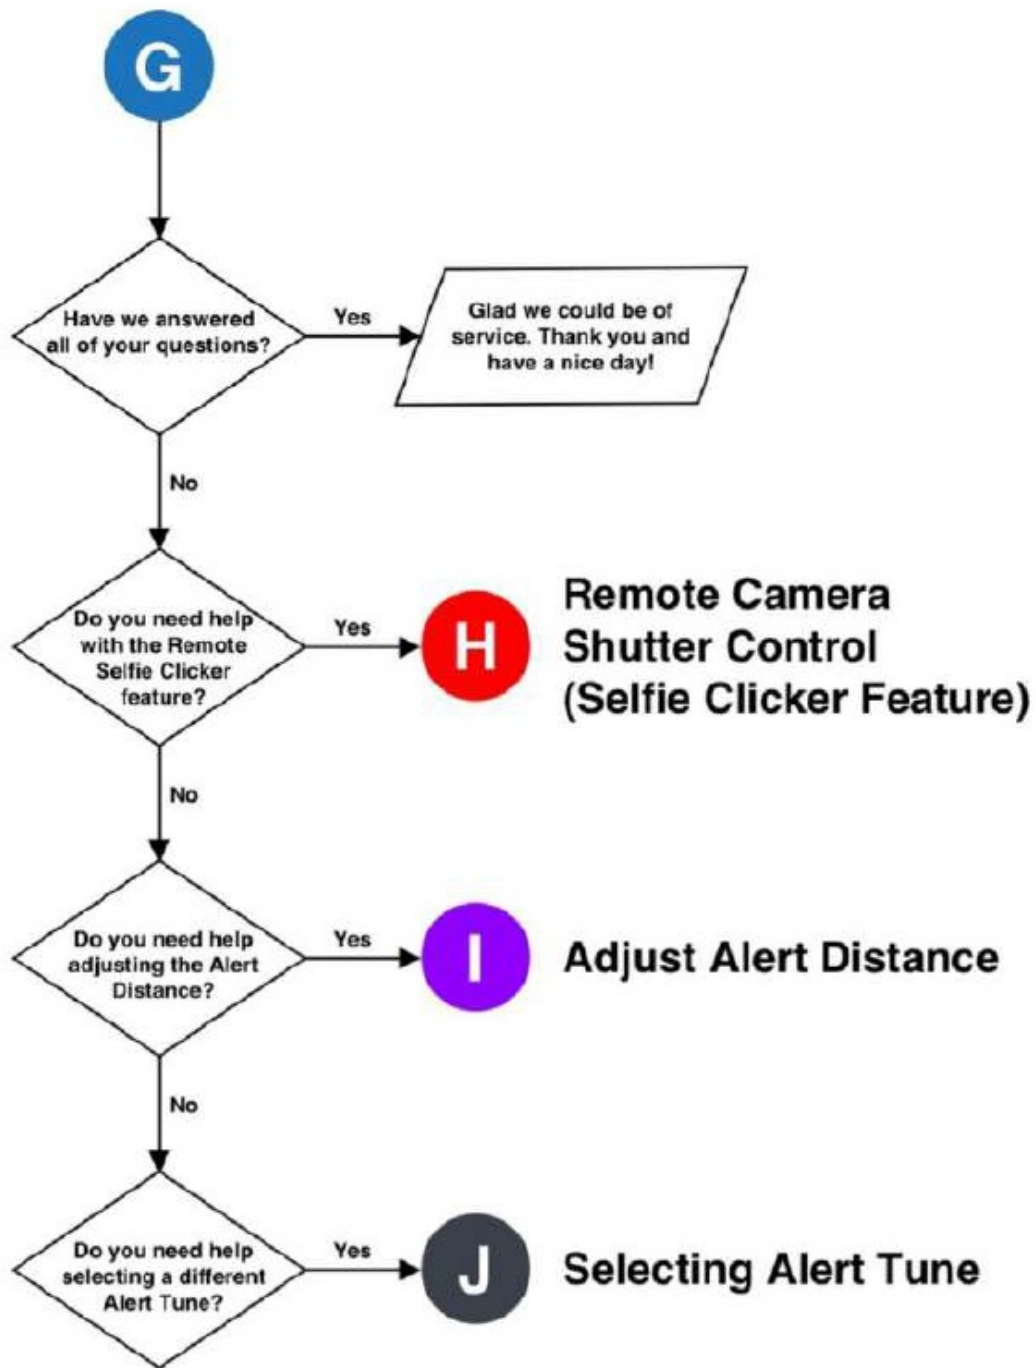 G
Have we answered
all of your questions?
Yes
Glad we could be of
service. Thank you and
have a nice day!
No
Do you need help
with the Remote
Selfie Clicker
feature?
Yes
H
Remote Camera
Shutter Control
(Selfie Clicker Feature)
No
Do you need help
adjusting the Alert
Distance?
Yes
I
Adjust Alert Distance
No
Do you need help
selecting a different
Alert Tune?
Yes
J
Selecting Alert Tune